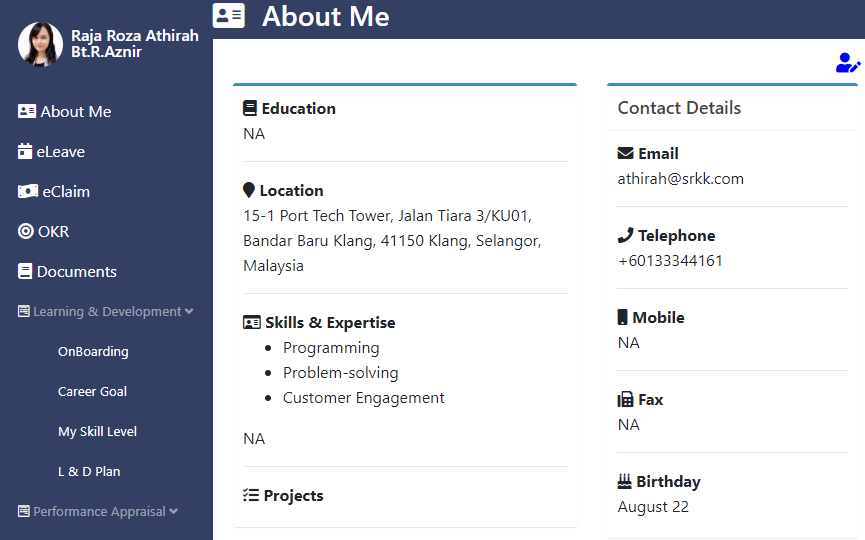 Raja Roza Athirah
Bt.R.Aznir
About Me
eLeave
eClaim
OKR
Documents
Learning & Development
OnBoarding
Career Goal
My Skill Level
L & D Plan
Performance Appraisal
About Me
Education
NA
Location
15-1 Port Tech Tower, Jalan Tiara 3/KU01,
Bandar Baru Klang, 41150 Klang, Selangor,
Malaysia
Skills & Expertise
Programming
Problem-solving
Customer Engagement
NA
Projects
Contact Details
Email
athirah@srkk.com
Telephone
+60133344161
Mobile
NA
Fax
NA
Birthday
August 22